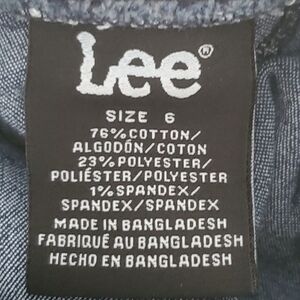 Lee®
SIZE 6
76%COTTON/
ALGODÓN/COTON
23%POLYESTER/
POLIÉSTER/POLYESTER
1%SPANDEX/
SPANDEX/SPANDEX
MADE IN BANGLADESH
FABRIQUÉ AU BANGLADESH
HECHO EN BANGLADESH